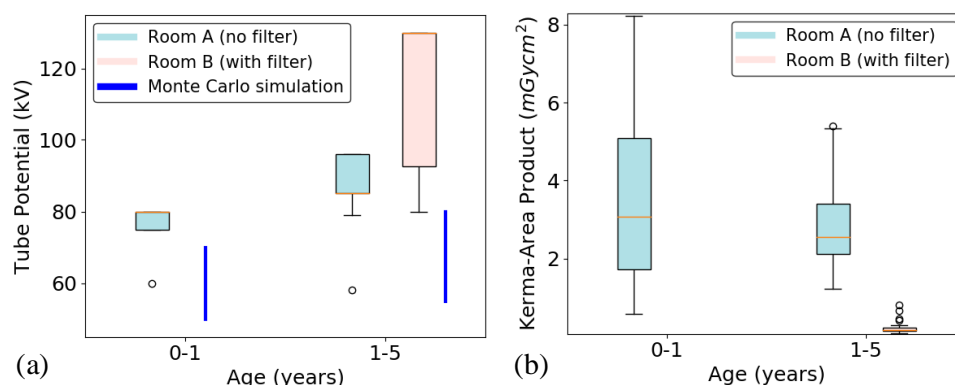 Room A (no filter)
Room B (with filter)
Monte Carlo simulation
Tube Potential (kV)
120
100
80
60
0-1
1-5
Age (years)
(a)
Room A (no filter)
Room B (with filter)
Kerma-Area Product (mGycm²)
8
6
4
2
0-1
1-5
Age (years)
(b)